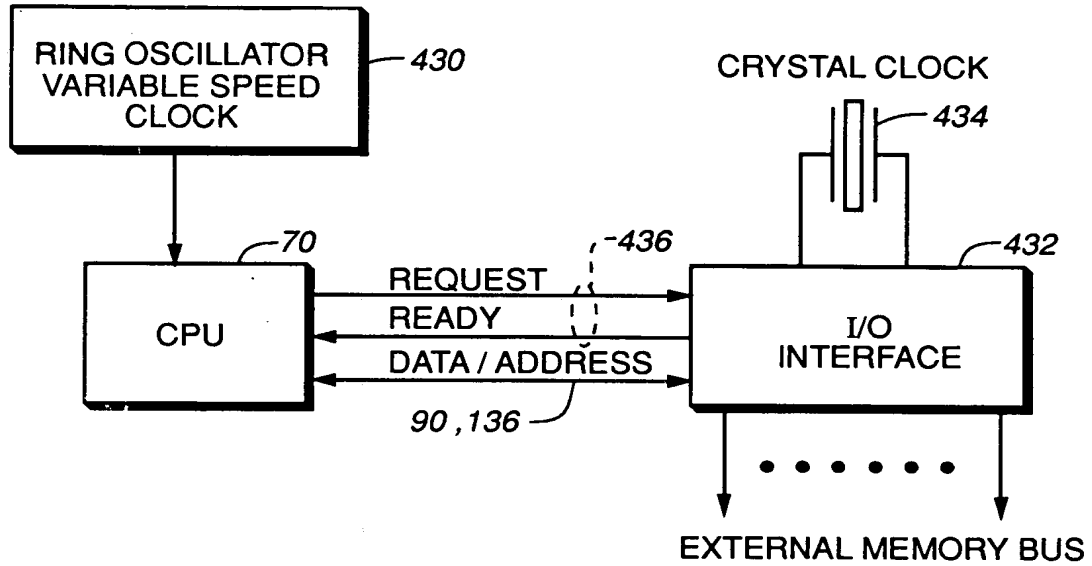 RING OSCILLATOR
VARIABLE SPEED
CLOCK
430
CRYSTAL CLOCK
434
70
436
432
CPU
REQUEST
READY
DATA / ADDRESS
90 , 136
I/O
INTERFACE
EXTERNAL MEMORY BUS